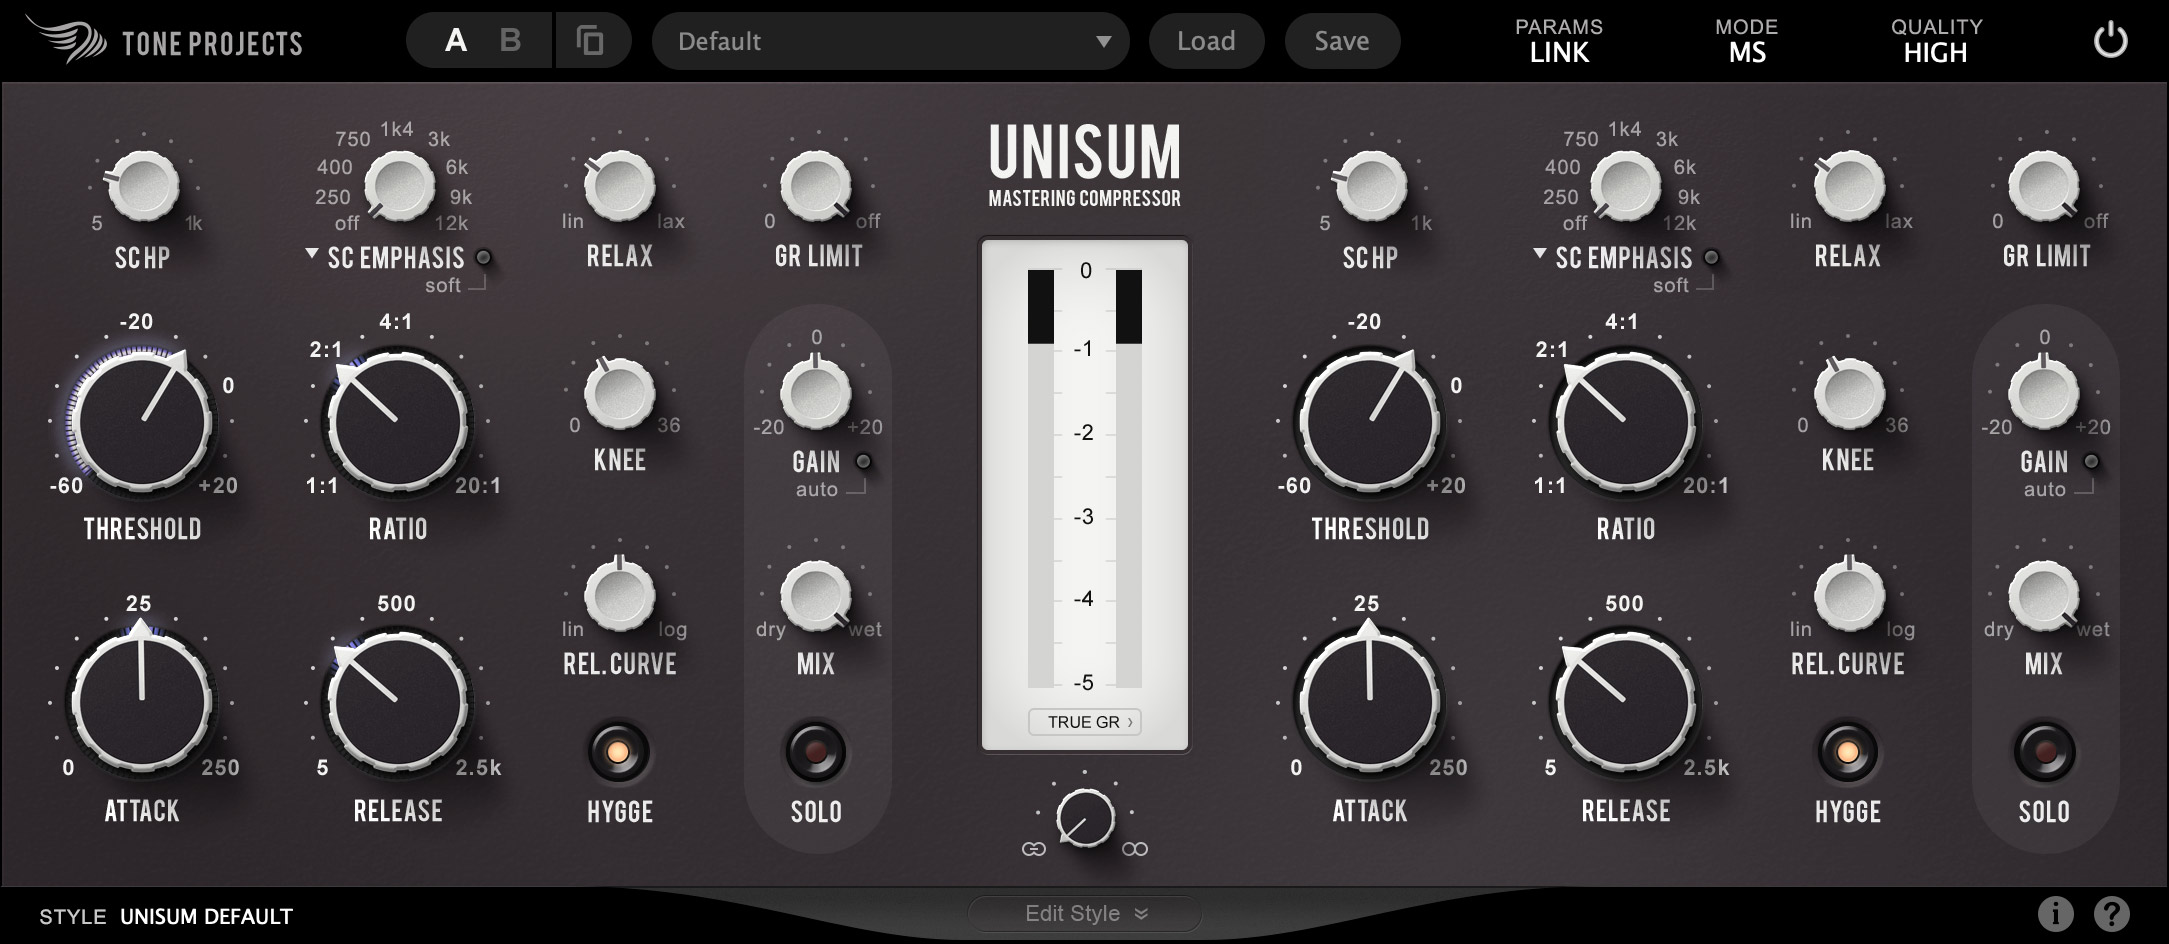 TONE PROJECTS
A B
Default
Load
Save
PARAMS
LINK
MODE
MS
QUALITY
HIGH
5 1k
SC HP
off 250 400 750 1k4 3k 6k 9k 12k
SC EMPHASIS
soft
lin lax
RELAX
0 off
GR LIMIT
-60 -20 0 +20
THRESHOLD
1:1 2:1 4:1 20:1
RATIO
0 36
KNEE
-20 0 +20
GAIN
auto
0 25 250
ATTACK
5 500 2.5k
RELEASE
lin log
REL. CURVE
dry wet
MIX
HYGGE
SOLO
UNISUM
MASTERING COMPRESSOR
0
-1
-2
-3
-4
-5
TRUE GR ›
5 1k
SC HP
off 250 400 750 1k4 3k 6k 9k 12k
SC EMPHASIS
soft
lin lax
RELAX
0 off
GR LIMIT
-60 -20 0 +20
THRESHOLD
1:1 2:1 4:1 20:1
RATIO
0 36
KNEE
-20 0 +20
GAIN
auto
0 25 250
ATTACK
5 500 2.5k
RELEASE
lin log
REL. CURVE
dry wet
MIX
HYGGE
SOLO
STYLE UNISUM DEFAULT
Edit Style
i ?